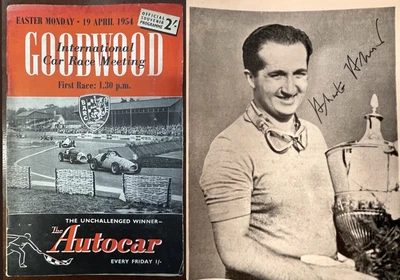 EASTER MONDAY · 19 APRIL 1954
OFFICIAL
SOUVENIR
PROGRAMME
2/-
GOODWOOD
International
Car Race Meeting
First Race: 1.30 p.m.
THE UNCHALLENGED WINNER—
The Autocar
EVERY FRIDAY 1/-